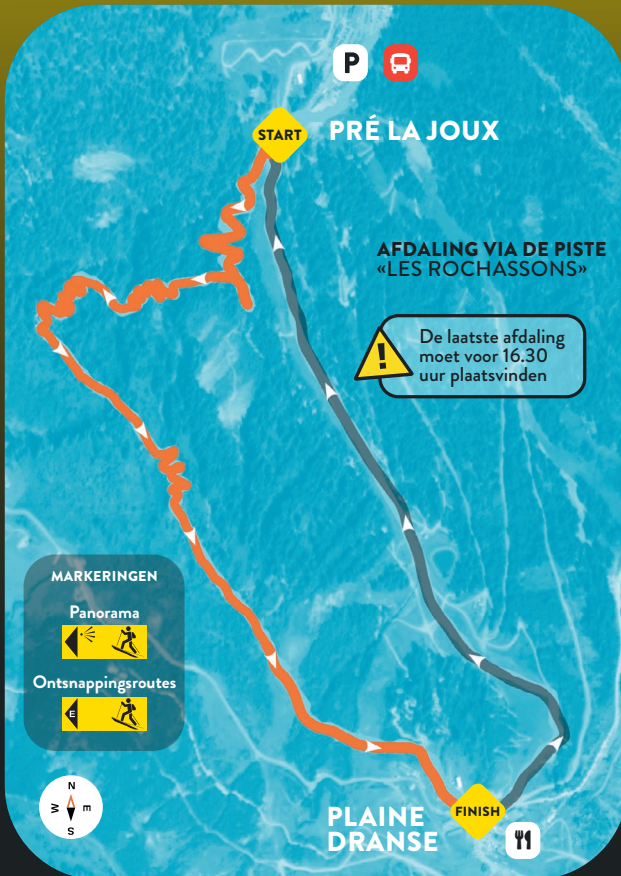 P
START
PRÉ LA JOUX
AFDALING VIA DE PISTE
«LES ROCHASSONS»
!
De laatste afdaling
moet voor 16.30
uur plaatsvinden
MARKERINGEN
Panorama
Ontsnappingsroutes
E
N
W E
S
PLAINE
DRANSE
FINISH